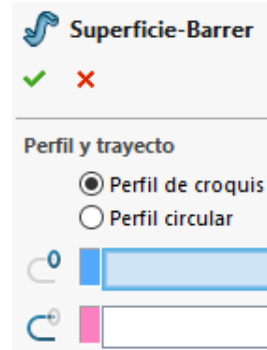 Superficie-Barrer
Perfil y trayecto
Perfil de croquis
Perfil circular